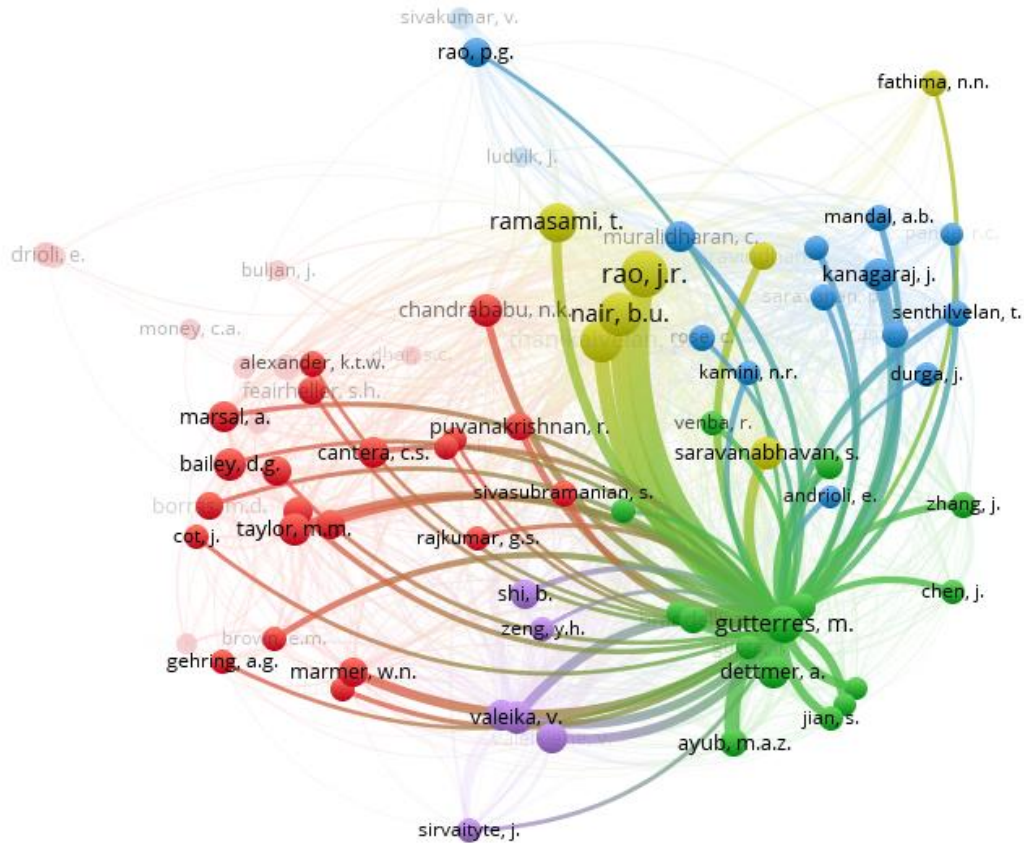 sivakumar, v.
rao, p.g.
fathima, n.n.
ludvik, j.
ramasami, t.
mandal, a.b.
muralidharan, c.
drioli, e.
buljan, j.
rao, j.r.
kanagaraj, j.
chandrababu, n.k.
nair, b.u.
senthilvelan, t.
money, c.a.
rose, c.
dhar, s.c.
alexander, k.t.w.
kamini, n.r.
durga, j.
feairheller, s.h.
marsal, a.
puvanakrishnan, r.
venba, r.
cantera, c.s.
saravanabhavan, s.
bailey, d.g.
sivasubramanian, s.
andrioli, e.
zhang, j.
taylor, m.m.
cot, j.
rajkumar, g.s.
shi, b.
chen, j.
zeng, y.h.
gutterres, m.
brown, e.m.
gehring, a.g.
marmer, w.n.
dettmer, a.
valeika, v.
jian, s.
ayub, m.a.z.
sirvaityte, j.